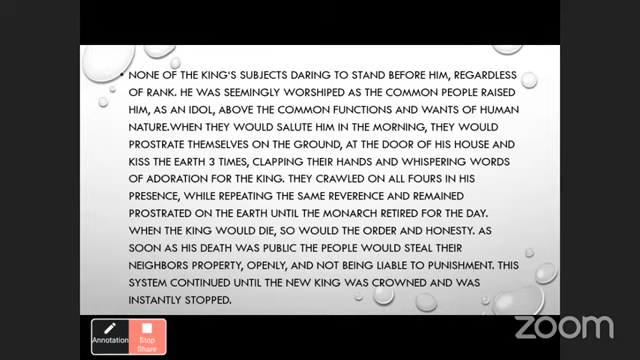 • NONE OF THE KING'S SUBJECTS DARING TO STAND BEFORE HIM, REGARDLESS
OF RANK. HE WAS SEEMINGLY WORSHIPED AS THE COMMON PEOPLE RAISED
HIM, AS AN IDOL, ABOVE THE COMMON FUNCTIONS AND WANTS OF HUMAN
NATURE.WHEN THEY WOULD SALUTE HIM IN THE MORNING, THEY WOULD
PROSTRATE THEMSELVES ON THE GROUND, AT THE DOOR OF HIS HOUSE AND
KISS THE EARTH 3 TIMES, CLAPPING THEIR HANDS AND WHISPERING WORDS
OF ADORATION FOR THE KING. THEY CRAWLED ON ALL FOURS IN HIS
PRESENCE, WHILE REPEATING THE SAME REVERENCE AND REMAINED
PROSTRATED ON THE EARTH UNTIL THE MONARCH RETIRED FOR THE DAY.
WHEN THE KING WOULD DIE, SO WOULD THE ORDER AND HONESTY. AS
SOON AS HIS DEATH WAS PUBLIC THE PEOPLE WOULD STEAL THEIR
NEIGHBORS PROPERTY, OPENLY, AND NOT BEING LIABLE TO PUNISHMENT. THIS
SYSTEM CONTINUED UNTIL THE NEW KING WAS CROWNED AND WAS
INSTANTLY STOPPED.
Annotation
Stop
Share
zoom